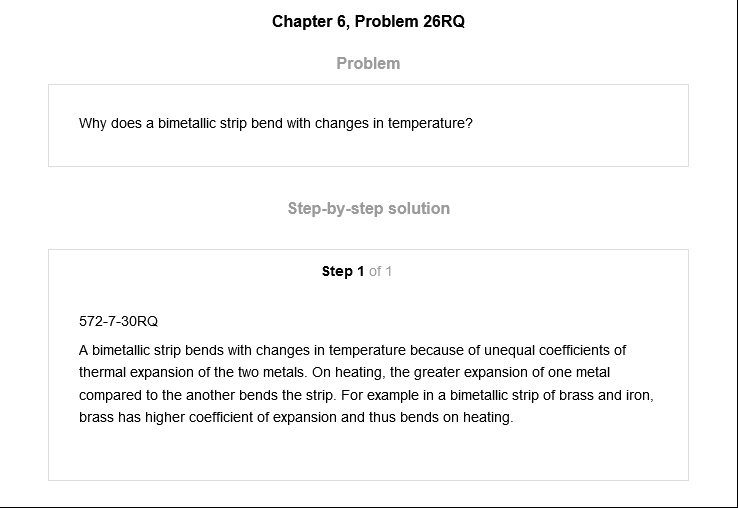 Chapter 6, Problem 26RQ
Problem
Why does a bimetallic strip bend with changes in temperature?
Step-by-step solution
Step 1 of 1
572-7-30RQ
A bimetallic strip bends with changes in temperature because of unequal coefficients of
thermal expansion of the two metals. On heating, the greater expansion of one metal
compared to the another bends the strip. For example in a bimetallic strip of brass and iron,
brass has higher coefficient of expansion and thus bends on heating.